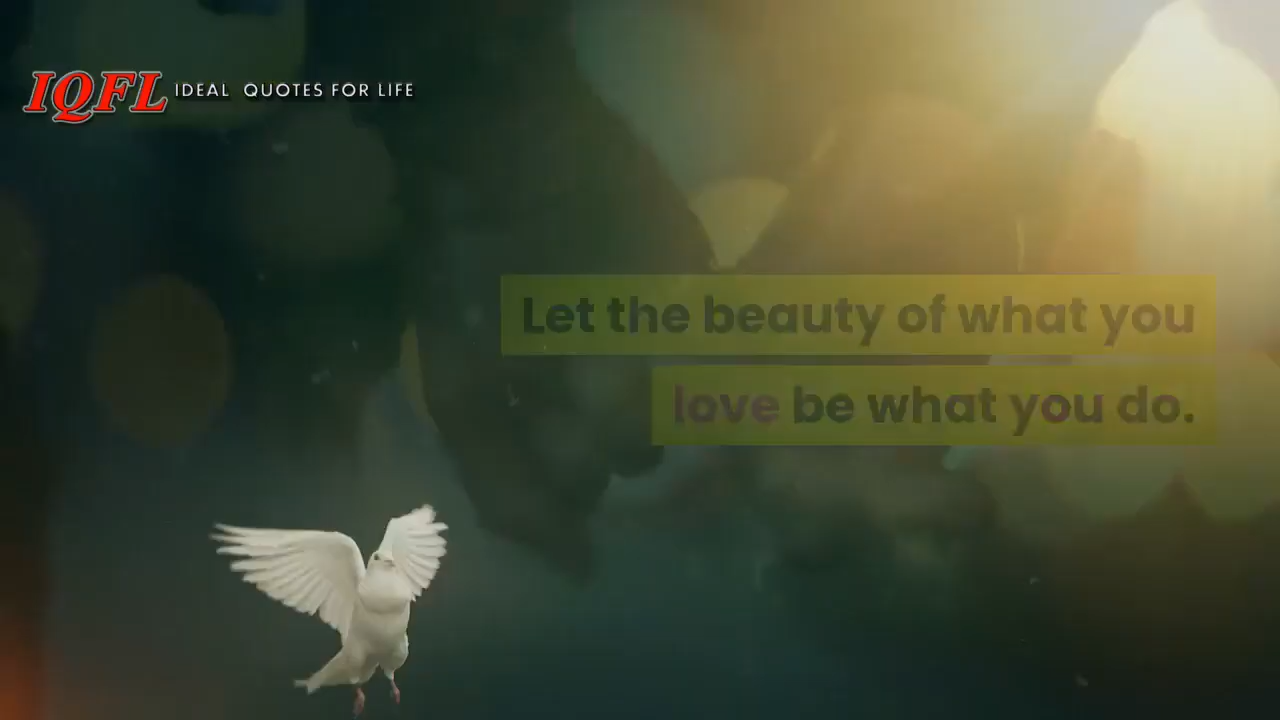 IQFL IDEAL QUOTES FOR LIFE
Let the beauty of what you
love be what you do.